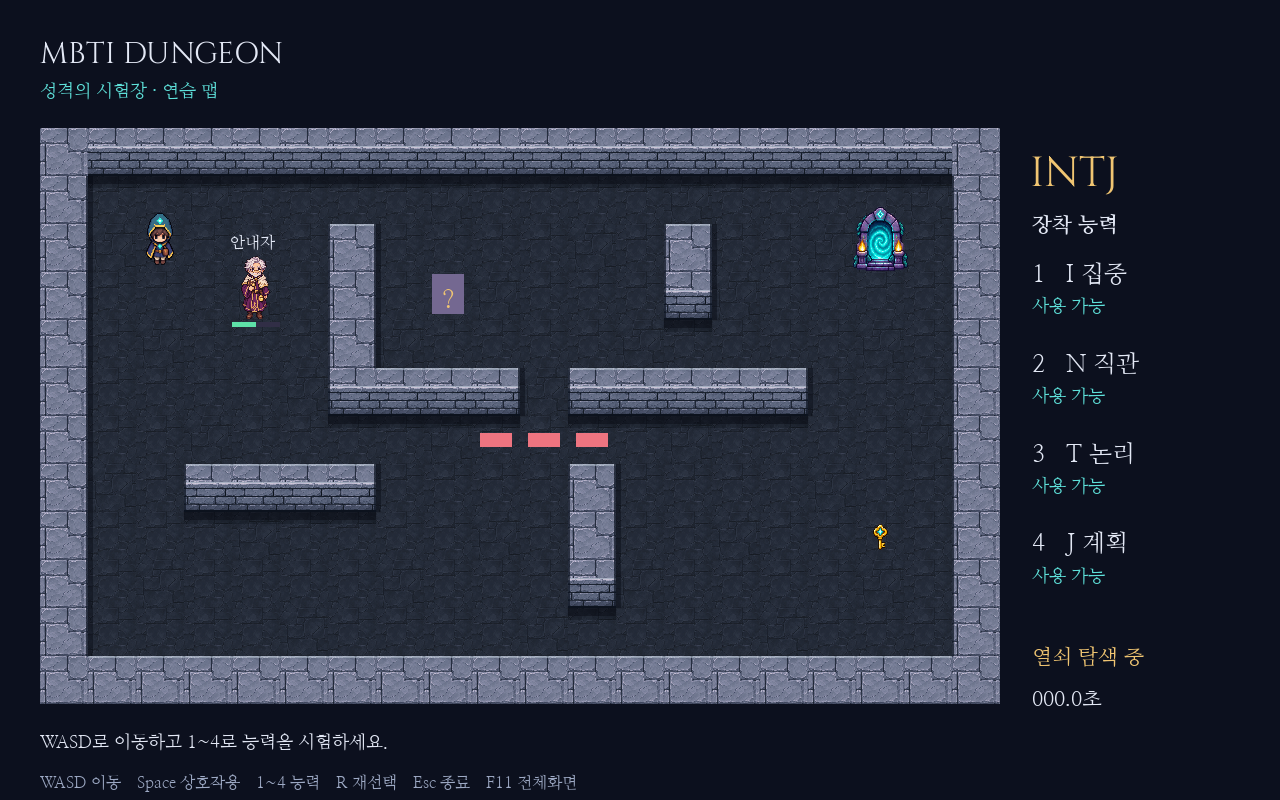 MBTI DUNGEON
성격의 시험장 · 연습 맵
안내자
?
INTJ
장착 능력
1 I 집중
사용 가능
2 N 직관
사용 가능
3 T 논리
사용 가능
4 J 계획
사용 가능
열쇠 탐색 중
000.0초
WASD로 이동하고 1~4로 능력을 시험하세요.
WASD 이동 Space 상호작용 1~4 능력 R 재선택 Esc 종료 F11 전체화면